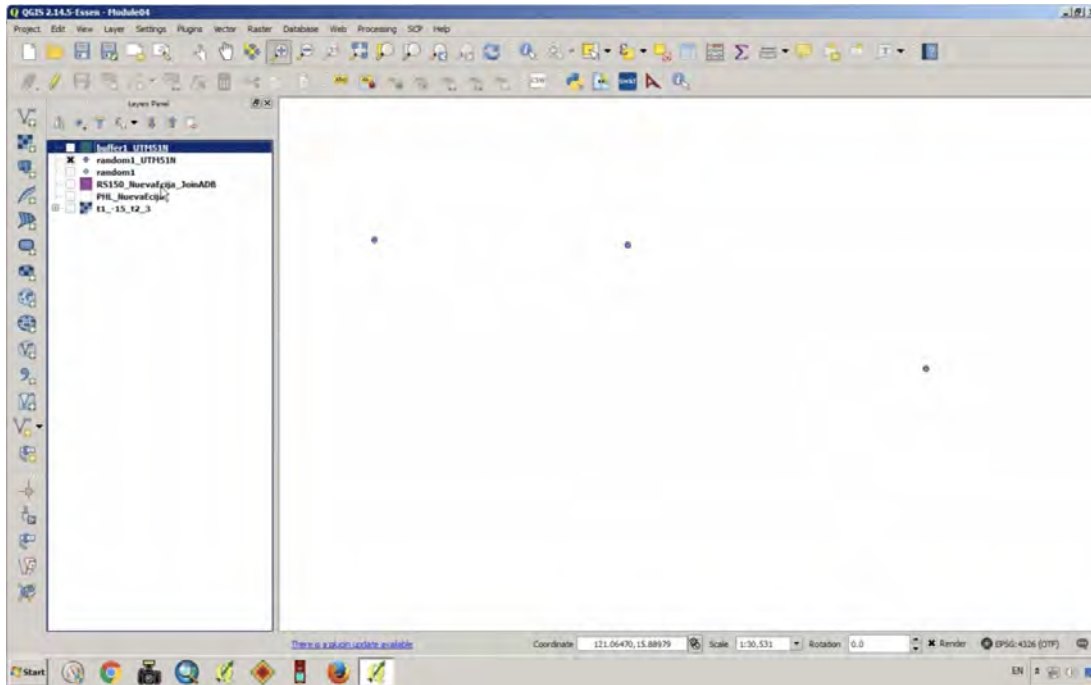 QGIS 2.14.5-Essen - Module04
Project Edit View Layer Settings Plugins Vector Raster Database Web Processing SCP Help
Layers Panel
buffer1_UTM51N
random1_UTM51N
random1
RS150_NuevaEcija_JoinADB
PHL_NuevaEcija
t1_-15_t2_3
There is a plugin update available
Coordinate 121.06470,15.88979 Scale 1:30,531 Rotation 0.0 Render EPSG:4326 (OTF)
Start
EN